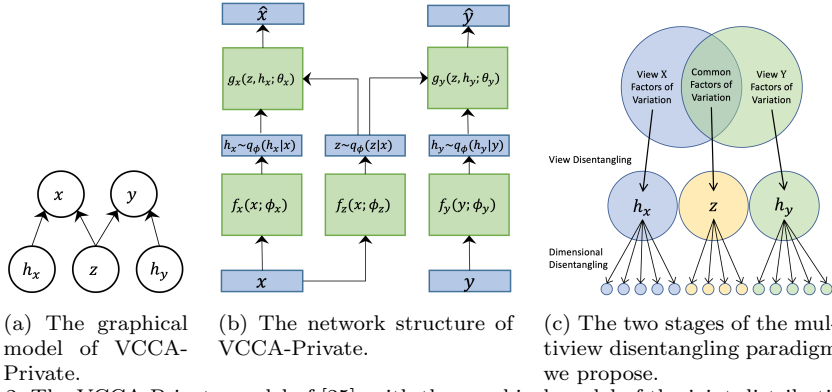 x
y
h_x
z
h_y
(a) The graphical
model of VCCA-
Private.
x̂
ŷ
g_x(z, h_x; θ_x)
g_y(z, h_y; θ_y)
h_x~q_ϕ(h_x|x)
z~q_ϕ(z|x)
h_y~q_ϕ(h_y|y)
f_x(x; ϕ_x)
f_z(x; ϕ_z)
f_y(y; ϕ_y)
x
y
(b) The network structure of
VCCA-Private.
View X
Factors of
Variation
Common
Factors of
Variation
View Y
Factors of
Variation
View Disentangling
h_x
z
h_y
Dimensional
Disentangling
(c) The two stages of the mul-
tiview disentangling paradigm
we propose.